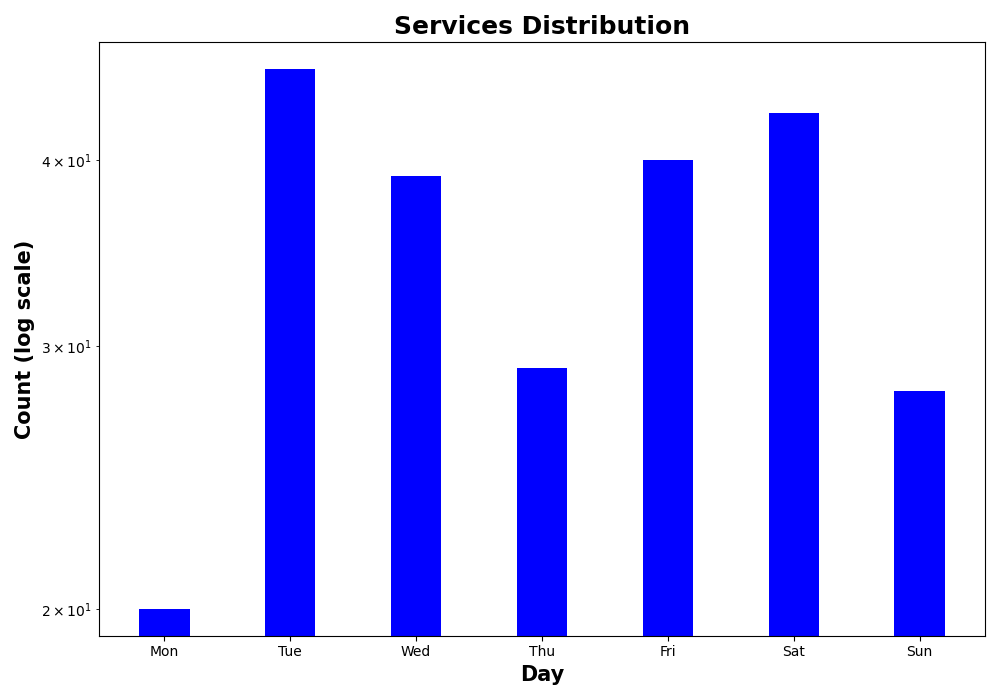 Services Distribution
Count (log scale)
4 × 10¹
3 × 10¹
2 × 10¹
Mon Tue Wed Thu Fri Sat Sun
Day